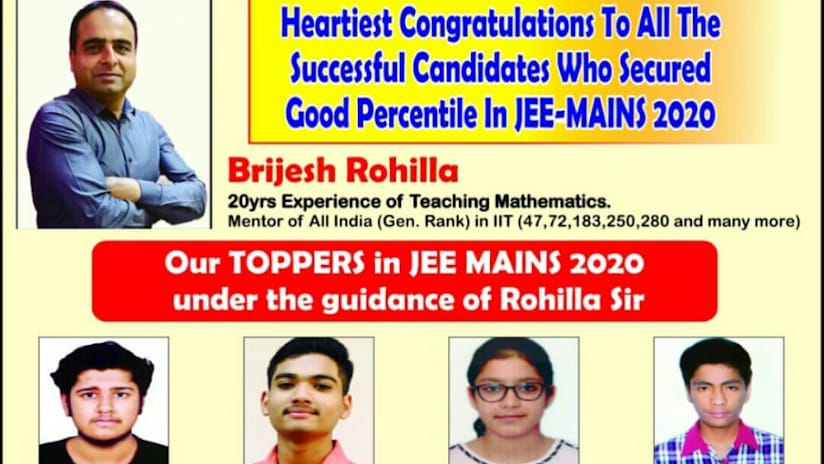 Heartiest Congratulations To All The
Successful Candidates Who Secured
Good Percentile In JEE-MAINS 2020
Brijesh Rohilla
20yrs Experience of Teaching Mathematics.
Mentor of All India (Gen. Rank) in IIT (47,72,183,250,280 and many more)
Our TOPPERS in JEE MAINS 2020
under the guidance of Rohilla Sir